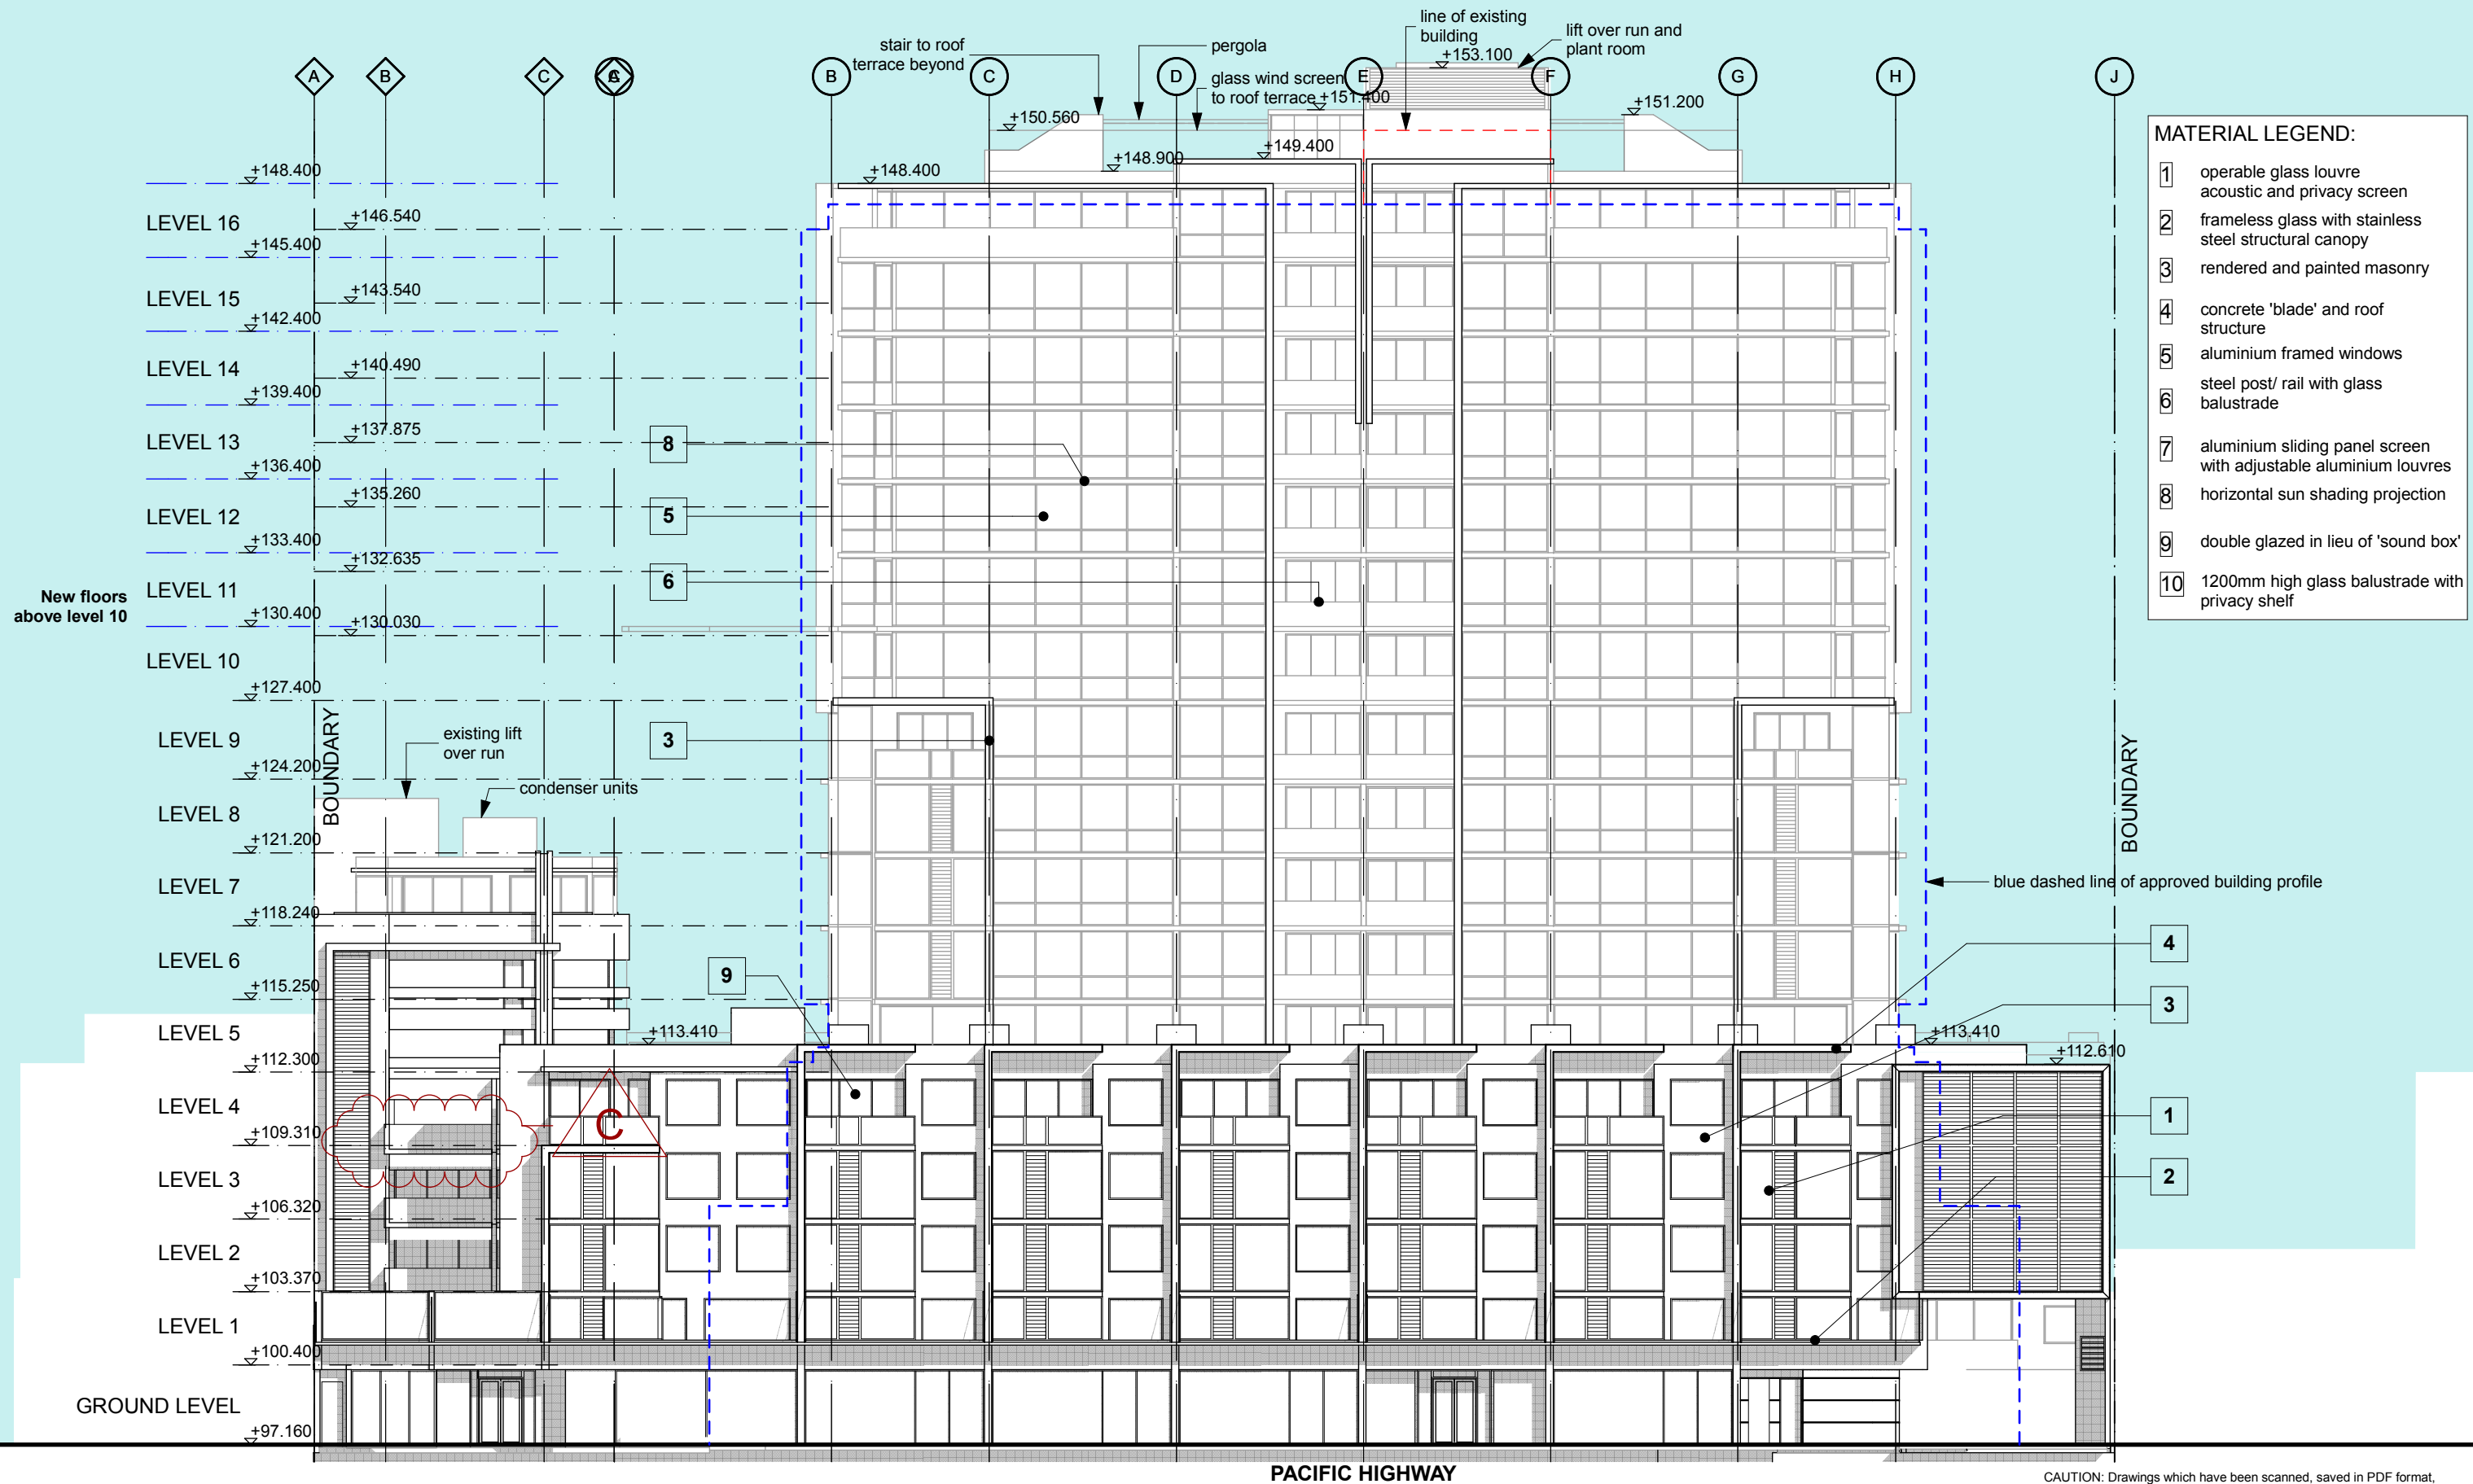 line of existing
building
lift over run and
plant room
stair to roof
terrace beyond
pergola
glass wind screen
to roof terrace
+153.100
+151.400
+151.200
+150.560
+149.400
+148.900
+148.400
A
B
C
B
C
D
E
F
G
H
J
MATERIAL LEGEND:
1 operable glass louvre
acoustic and privacy screen
2 frameless glass with stainless
steel structural canopy
3 rendered and painted masonry
4 concrete 'blade' and roof
structure
5 aluminium framed windows
6 steel post/ rail with glass
balustrade
7 aluminium sliding panel screen
with adjustable aluminium louvres
8 horizontal sun shading projection
9 double glazed in lieu of 'sound box'
10 1200mm high glass balustrade with
privacy shelf
+148.400
LEVEL 16
+146.540
+145.400
LEVEL 15
+143.540
+142.400
LEVEL 14
+140.490
+139.400
LEVEL 13
+137.875
8
+136.400
+135.260
LEVEL 12
5
+133.400
+132.635
LEVEL 11
6
New floors
above level 10
+130.400
+130.030
LEVEL 10
+127.400
LEVEL 9
existing lift
over run
3
BOUNDARY
BOUNDARY
+124.200
condenser units
LEVEL 8
+121.200
LEVEL 7
blue dashed line of approved building profile
+118.240
4
LEVEL 6
9
+115.250
3
LEVEL 5
+113.410
+113.410
+112.610
+112.300
LEVEL 4
C
1
+109.310
LEVEL 3
2
+106.320
LEVEL 2
+103.370
LEVEL 1
+100.400
GROUND LEVEL
+97.160
PACIFIC HIGHWAY
CAUTION: Drawings which have been scanned, saved in PDF format,